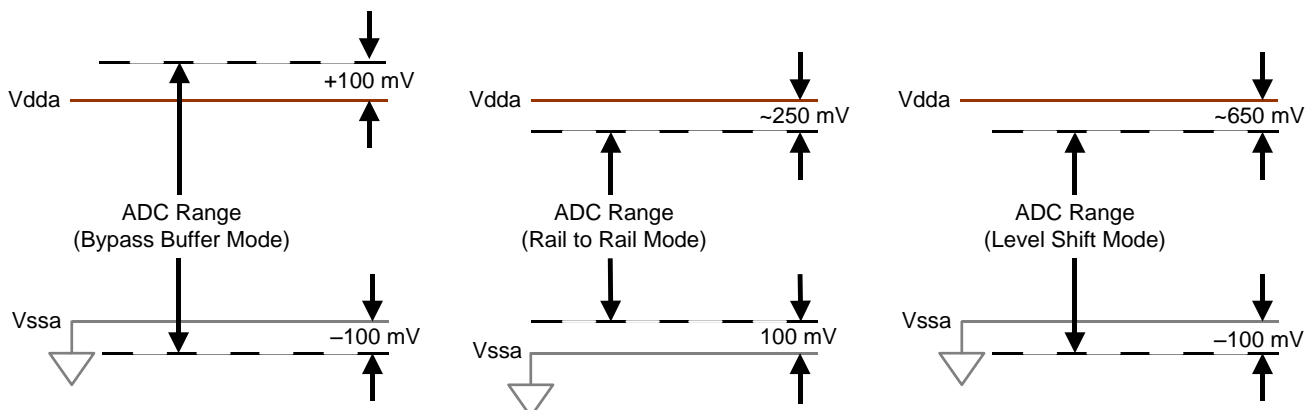 +100 mV
Vdda
ADC Range
(Bypass Buffer Mode)
Vssa
–100 mV
Vdda
~250 mV
ADC Range
(Rail to Rail Mode)
100 mV
Vssa
Vdda
~650 mV
ADC Range
(Level Shift Mode)
Vssa
–100 mV